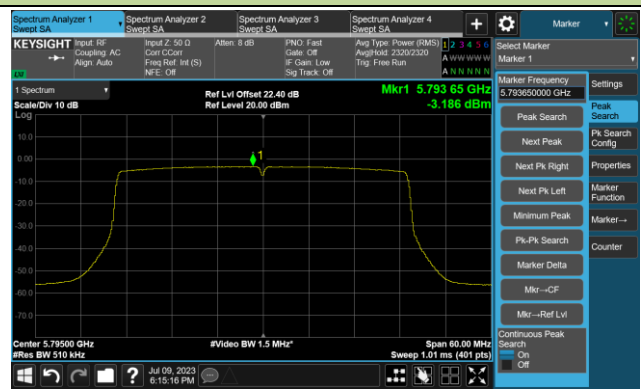 Spectrum Analyzer 1
Swept SA
Spectrum Analyzer 2
Swept SA
Spectrum Analyzer 3
Swept SA
Spectrum Analyzer 4
Swept SA
+
Marker
KEYSIGHT
LXI
Input: RF
Coupling: AC
Align: Auto
Input Z: 50 Ω
Corr CCorr
Freq Ref: Int (S)
NFE: Off
Atten: 8 dB
PNO: Fast
Gate: Off
IF Gain: Low
Sig Track: Off
Avg Type: Power (RMS)
Avg|Hold: 2320/2320
Trig: Free Run
1 2 3 4 5 6
A W W W W W
A N N N N N
Select Marker
Marker 1
1 Spectrum
Scale/Div 10 dB
Log
Ref Lvl Offset 22.40 dB
Ref Level 20.00 dBm
Mkr1 5.793 65 GHz
-3.186 dBm
1
10.0
0.00
-10.0
-20.0
-30.0
-40.0
-50.0
-60.0
-70.0
Center 5.79500 GHz
#Res BW 510 kHz
#Video BW 1.5 MHz*
Span 60.00 MHz
Sweep 1.01 ms (401 pts)
Marker Frequency
5.793650000 GHz
Peak Search
Next Peak
Next Pk Right
Next Pk Left
Minimum Peak
Pk-Pk Search
Marker Delta
Mkr→CF
Mkr→Ref Lvl
Continuous Peak
Search
On
Off
Settings
Peak
Search
Pk Search
Config
Properties
Marker
Function
Marker→
Counter
?
Jul 09, 2023
6:15:16 PM